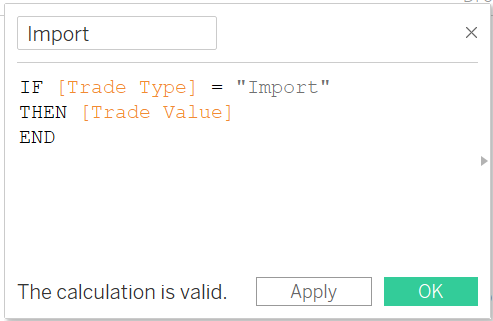 Import
IF [Trade Type] = "Import"
THEN [Trade Value]
END
The calculation is valid.
Apply
OK